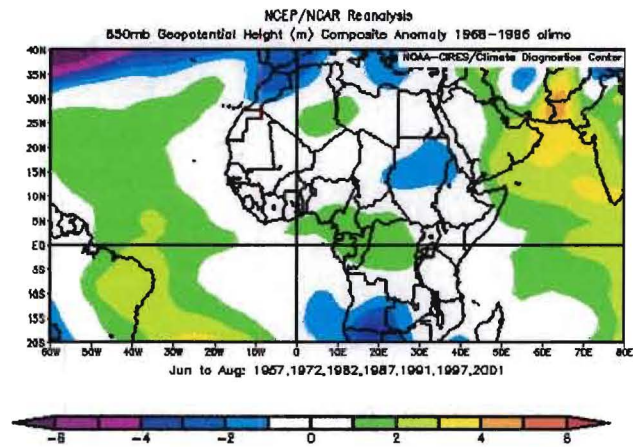 NCEP/NCAR Reanalysis
850mb Geopotential Height (m) Composite Anomaly 1968-1996 climo
NOAA-CIRES/Climate Diagnostics Center
40N
35N
30N
25N
20N
15N
10N
5N
EQ
5S
10S
15S
20S
60W 50W 40W 30W 20W 10W 0 10E 20E 30E 40E 50E 60E 70E 80E
Jun to Aug: 1957,1972,1982,1987,1991,1997,2001
-6 -4 -2 0 2 4 6